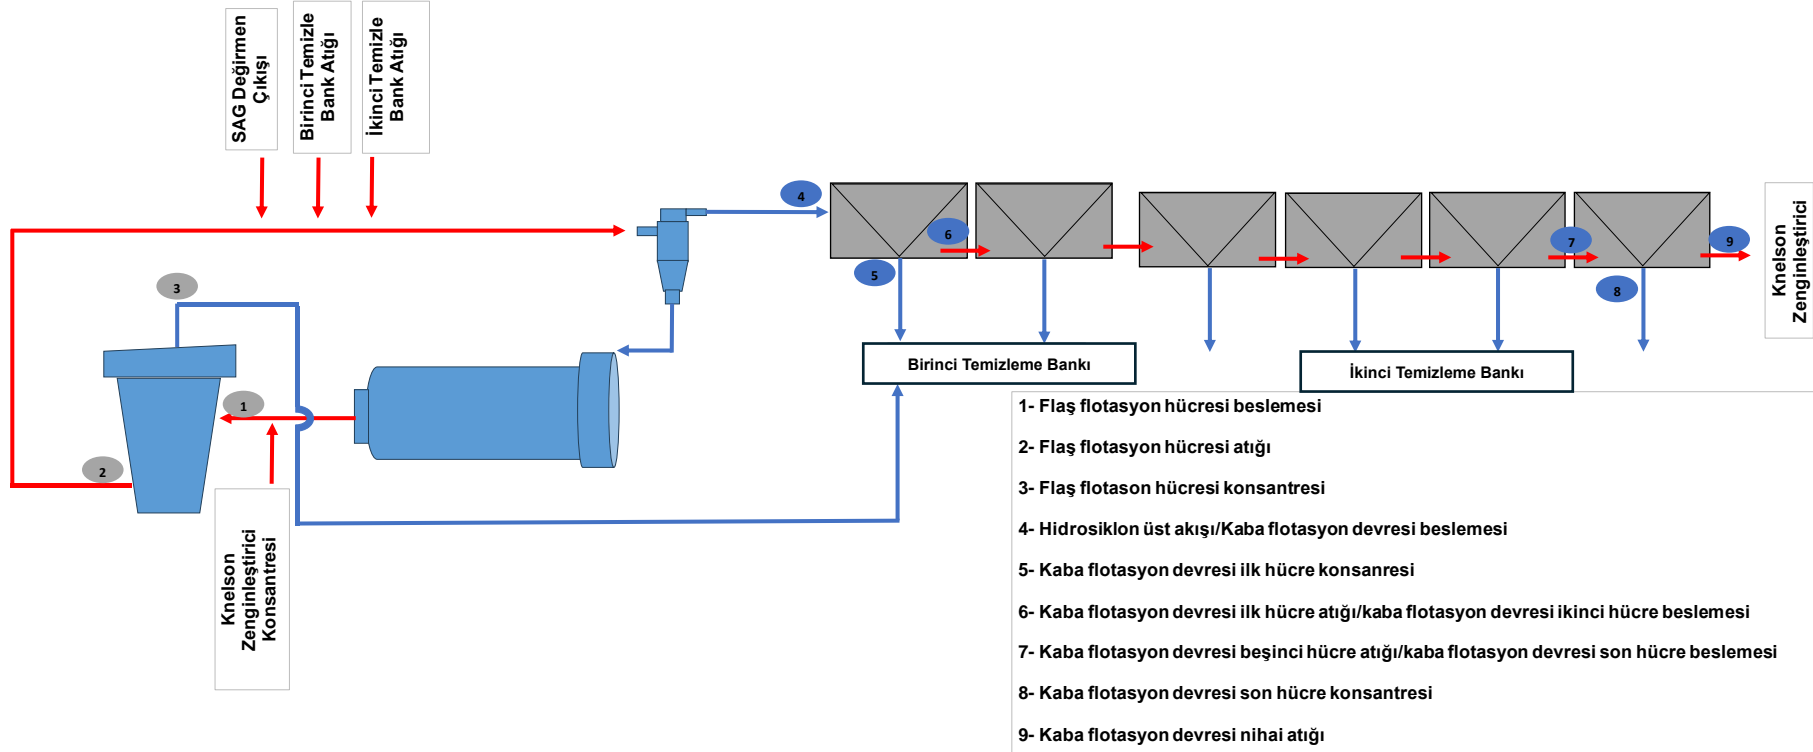 SAG Değirmen
Çıkışı
Birinci Temizle
Bank Atığı
İkinci Temizle
Bank Atığı
4
6
5
7
9
8
Knelson
Zenginleştirici
3
1
2
Birinci Temizleme Bankı
İkinci Temizleme Bankı
Knelson
Zenginleştirici
Konsantresi
1- Flaş flotasyon hücresi beslemesi
2- Flaş flotasyon hücresi atığı
3- Flaş flotason hücresi konsantresi
4- Hidrosiklon üst akışı/Kaba flotasyon devresi beslemesi
5- Kaba flotasyon devresi ilk hücre konsanresi
6- Kaba flotasyon devresi ilk hücre atığı/kaba flotasyon devresi ikinci hücre beslemesi
7- Kaba flotasyon devresi beşinci hücre atığı/kaba flotasyon devresi son hücre beslemesi
8- Kaba flotasyon devresi son hücre konsantresi
9- Kaba flotasyon devresi nihai atığı